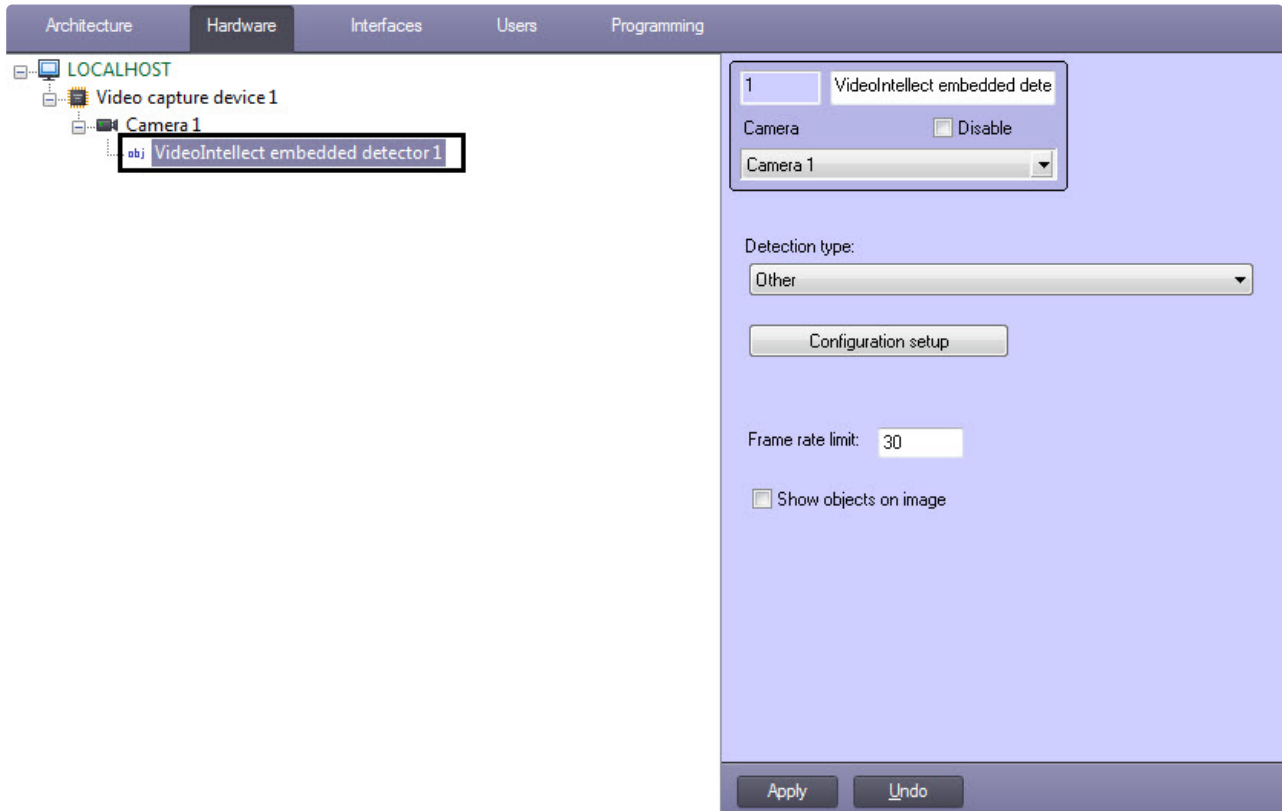 Architecture Hardware Interfaces Users Programming
LOCALHOST
Video capture device 1
Camera 1
obj VideoIntellect embedded detector 1
1 VideoIntellect embedded dete
Camera Disable
Camera 1
Detection type:
Other
Configuration setup
Frame rate limit: 30
Show objects on image
Apply Undo